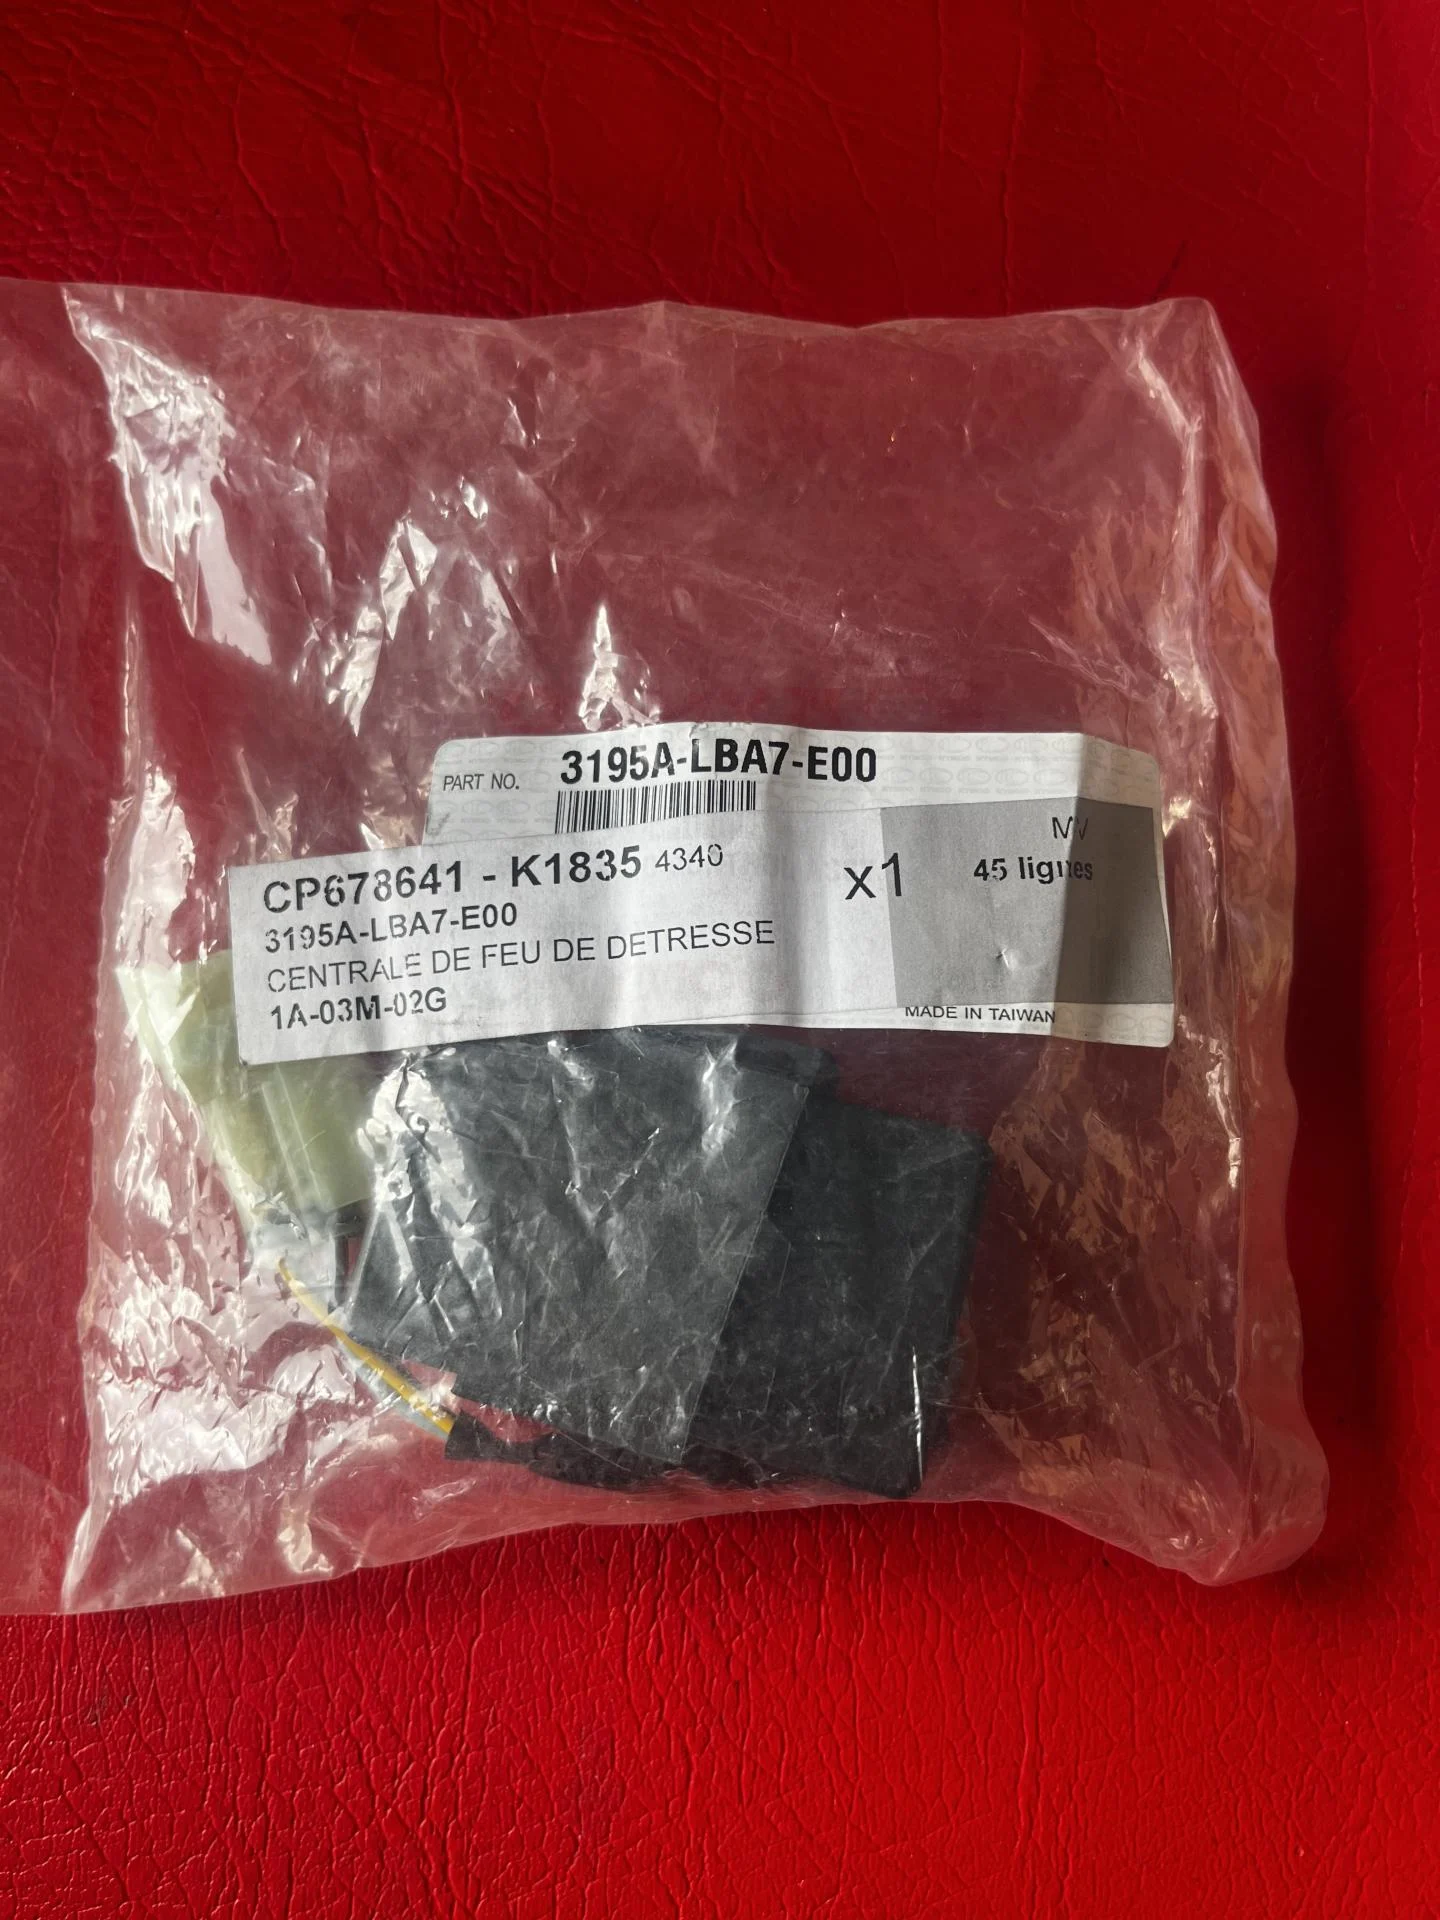 PART NO. 3195A-LBA7-E00
CP678641 - K1835 4340
3195A-LBA7-E00
CENTRALE DE FEU DE DETRESSE
1A-03M-02G
x1
45 lignes
MADE IN TAIWAN